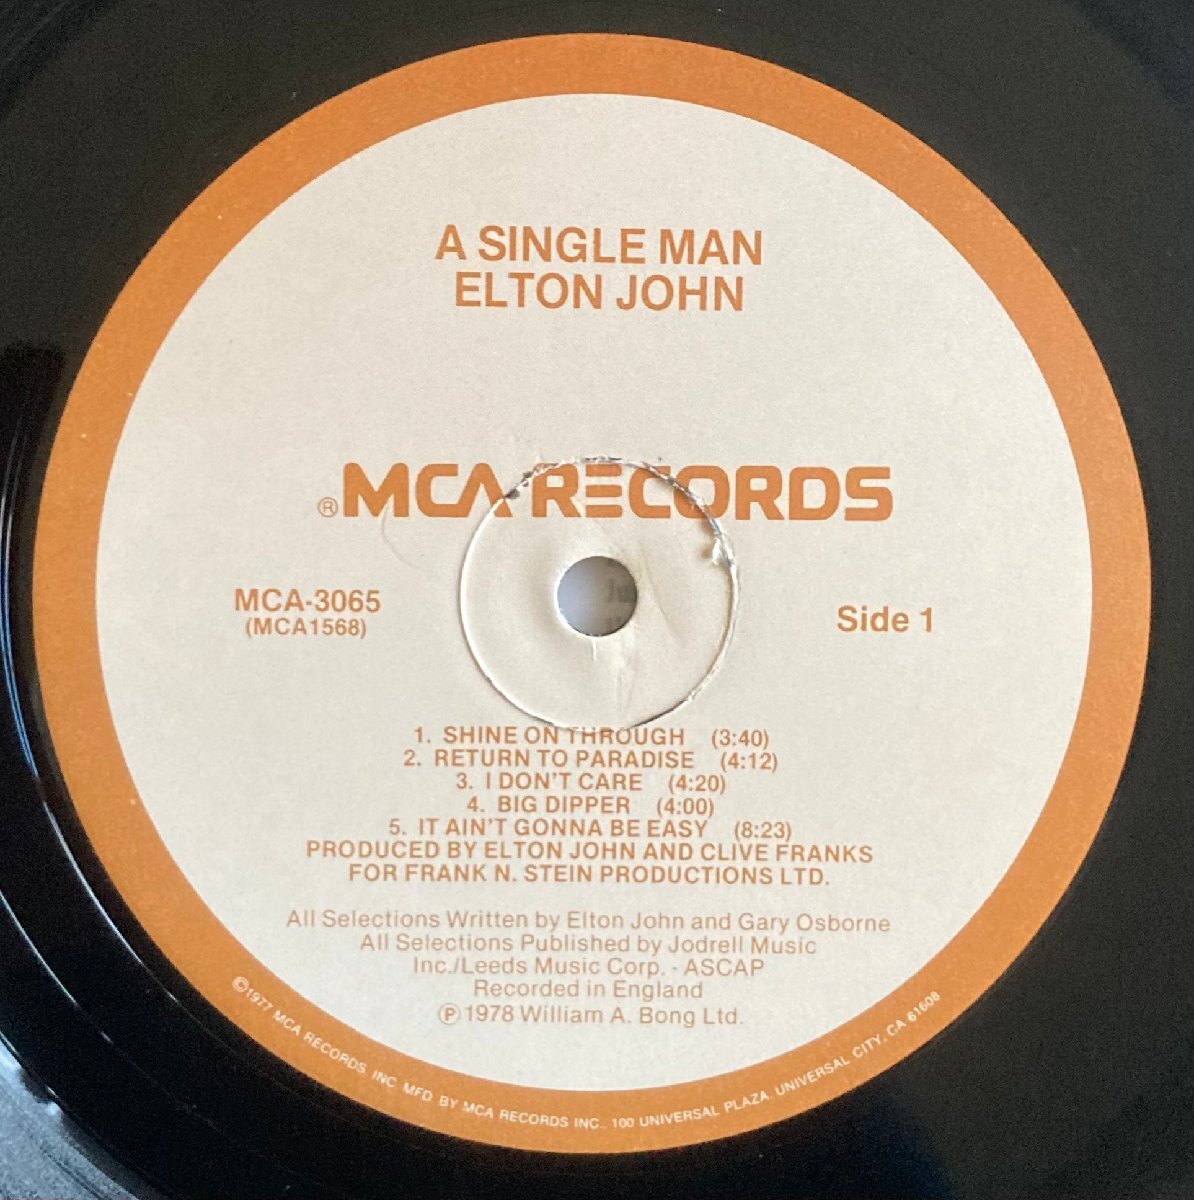 A SINGLE MAN
ELTON JOHN
® MCA RECORDS
MCA-3065
(MCA1568)
Side 1
1. SHINE ON THROUGH (3:40)
2. RETURN TO PARADISE (4:12)
3. I DON'T CARE (4:20)
4. BIG DIPPER (4:00)
5. IT AIN'T GONNA BE EASY (8:23)
PRODUCED BY ELTON JOHN AND CLIVE FRANKS
FOR FRANK N. STEIN PRODUCTIONS LTD.
All Selections Written by Elton John and Gary Osborne
All Selections Published by Jodrell Music
Inc./Leeds Music Corp. - ASCAP
Recorded in England
℗ 1978 William A. Bong Ltd.
©1977 MCA RECORDS, INC. MFD. BY MCA RECORDS INC., 100 UNIVERSAL PLAZA, UNIVERSAL CITY, CA 61608